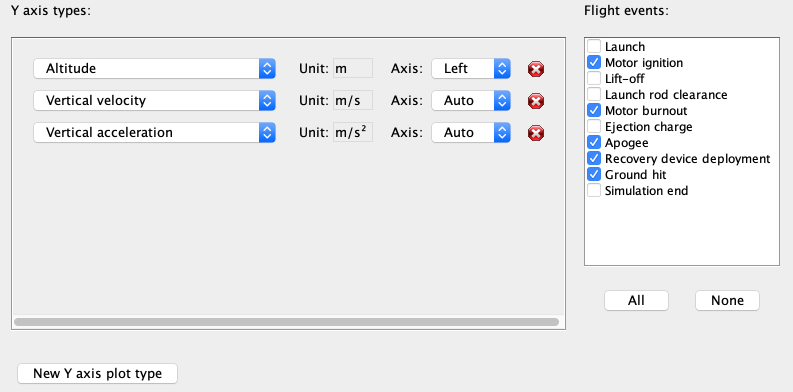 Y axis types:
Flight events:
Altitude Unit: m Axis: Left
Vertical velocity Unit: m/s Axis: Auto
Vertical acceleration Unit: m/s² Axis: Auto
Launch
Motor ignition
Lift-off
Launch rod clearance
Motor burnout
Ejection charge
Apogee
Recovery device deployment
Ground hit
Simulation end
All
None
New Y axis plot type